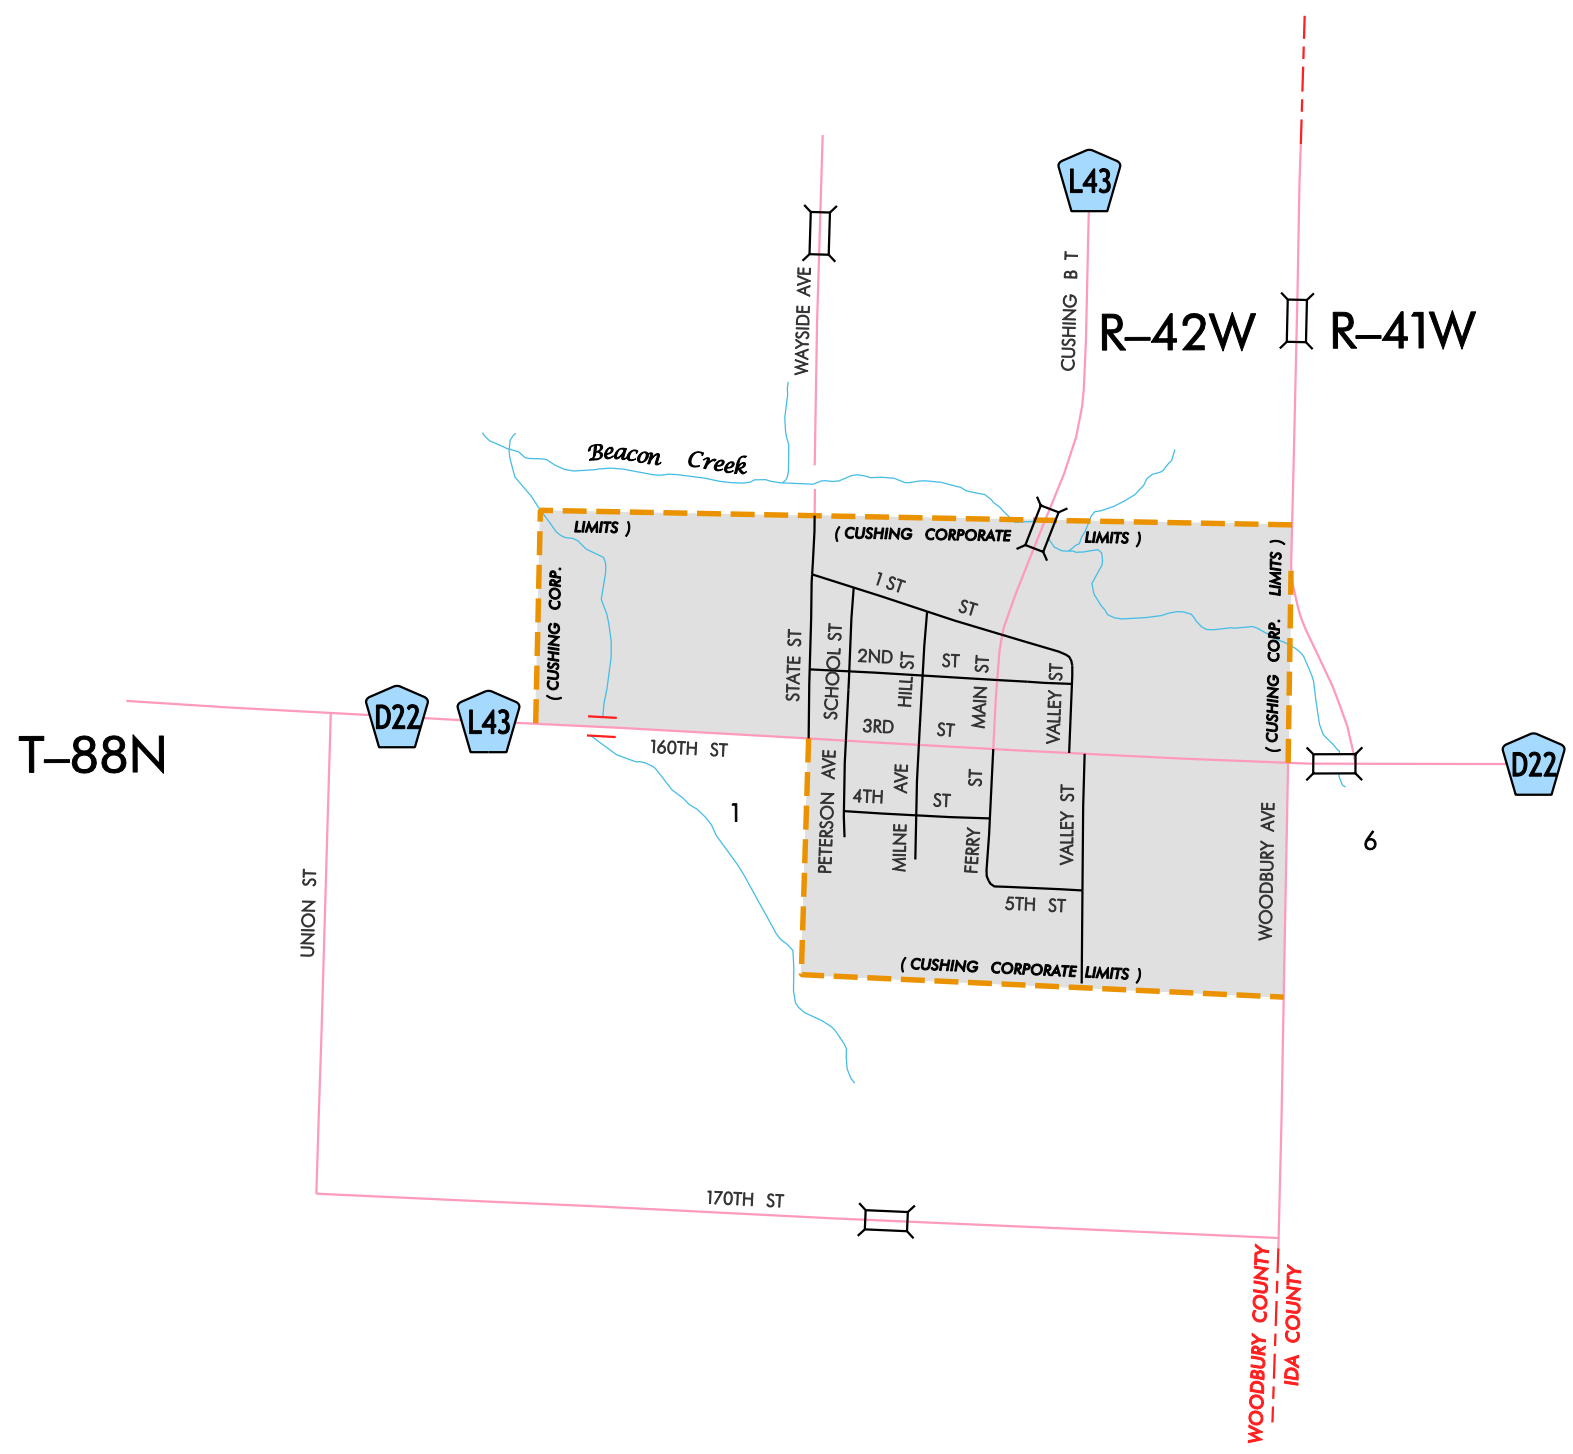 L43
WAYSIDE AVE
CUSHING B T
R–42W
R–41W
Beacon Creek
LIMITS )
( CUSHING CORPORATE LIMITS )
( CUSHING CORP.
( CUSHING CORP. LIMITS )
1 ST ST
STATE ST
SCHOOL ST
2ND ST
HILL ST
MAIN ST
VALLEY ST
D22
L43
3RD ST
T–88N
160TH ST
D22
PETERSON AVE
4TH ST
MILNE AVE
FERRY ST
VALLEY ST
WOODBURY AVE
1
6
UNION ST
5TH ST
( CUSHING CORPORATE LIMITS )
170TH ST
WOODBURY COUNTY
IDA COUNTY